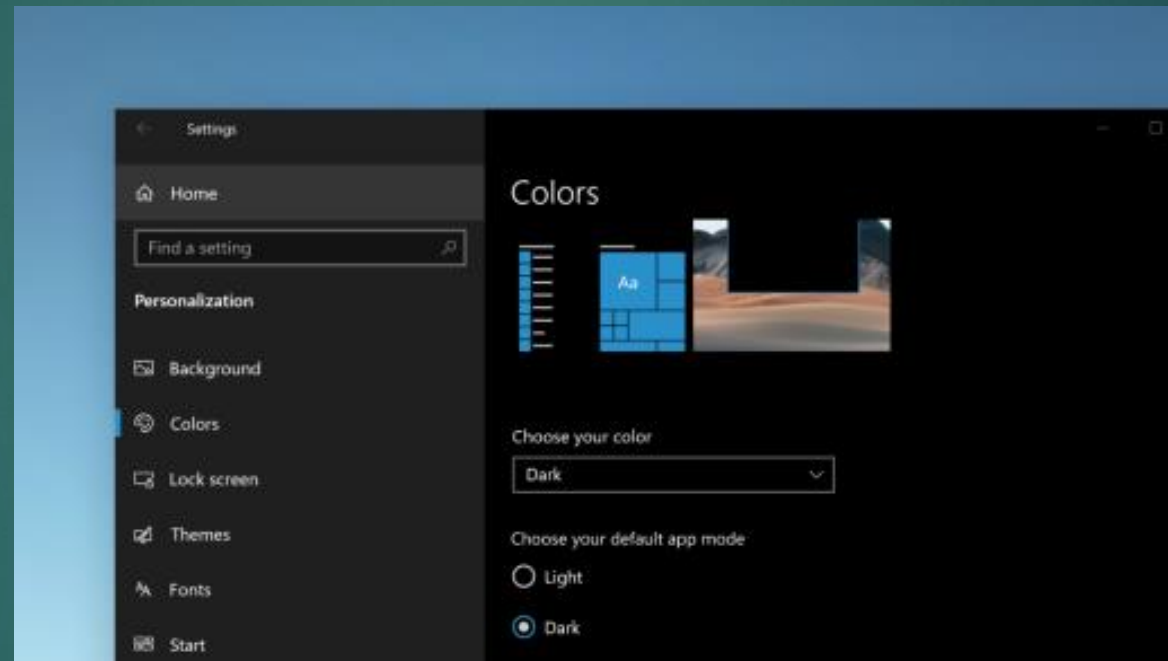 Settings
Home
Find a setting
Personalization
Background
Colors
Lock screen
Themes
Fonts
Start
Colors
Aa
Choose your color
Dark
Choose your default app mode
Light
Dark